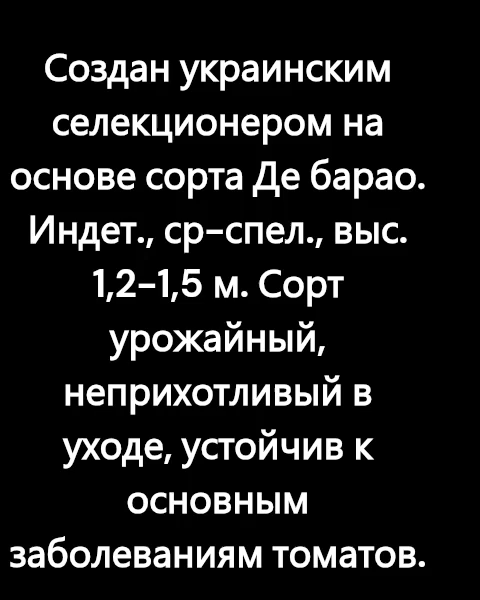 Создан украинским
селекционером на
основе сорта Де барао.
Индет., ср-спел., выс.
1,2-1,5 м. Сорт
урожайный,
неприхотливый в
уходе, устойчив к
основным
заболеваниям томатов.